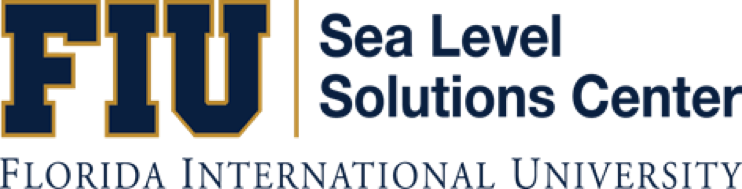 FIU
Sea Level
Solutions Center
FLORIDA INTERNATIONAL UNIVERSITY